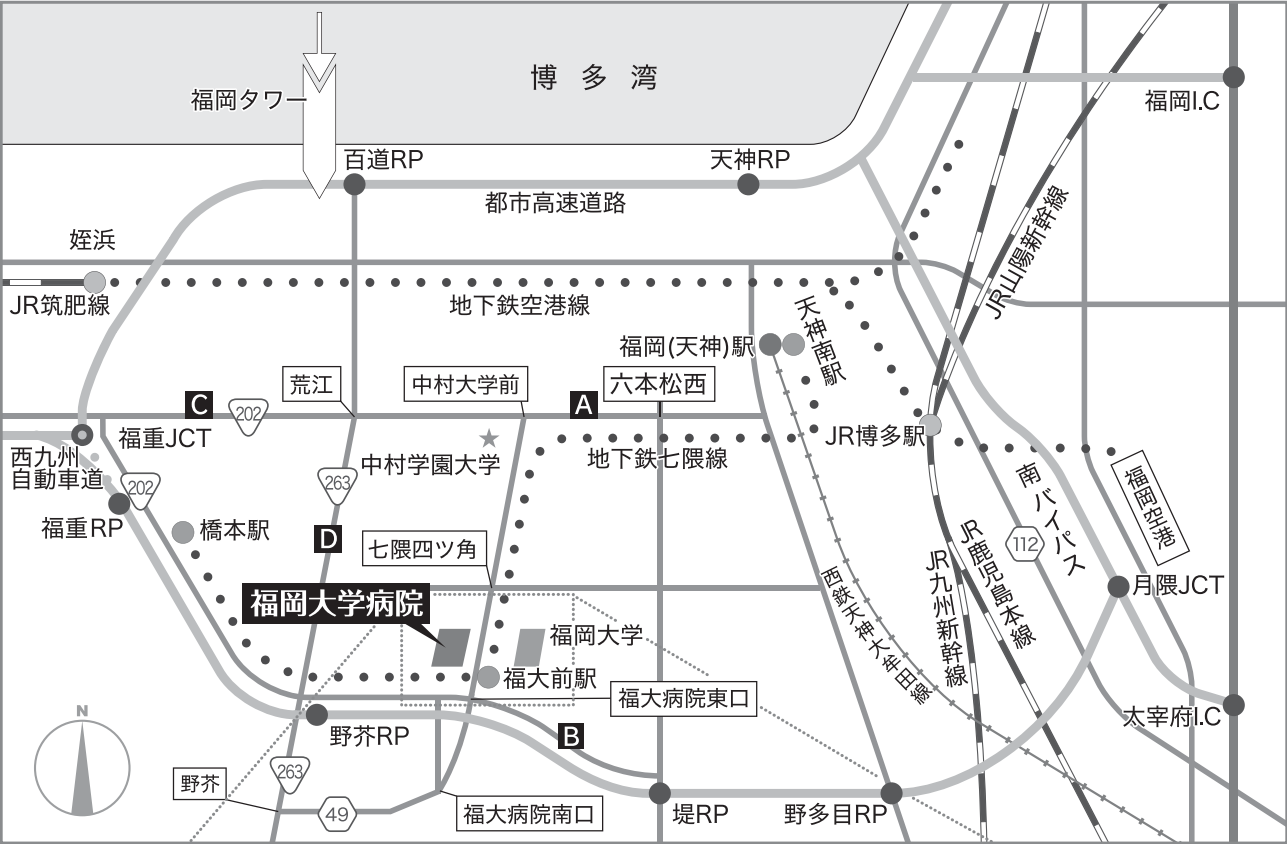 博多湾
福岡タワー
福岡I.C
百道RP
天神RP
都市高速道路
姪浜
JR筑肥線
地下鉄空港線
JR山陽新幹線
福岡(天神)駅
天神南駅
荒江
中村大学前
六本松西
C
202
A
福重JCT
JR博多駅
西九州
自動車道
中村学園大学
地下鉄七隈線
202
263
福重RP
橋本駅
D
七隈四ツ角
南バイパス
福岡空港
112
JR鹿児島本線
JR九州新幹線
西鉄天神大牟田線
月隈JCT
福岡大学病院
福岡大学
福大前駅
福大病院東口
太宰府I.C
N
野芥RP
B
野芥
263
49
福大病院南口
堤RP
野多目RP